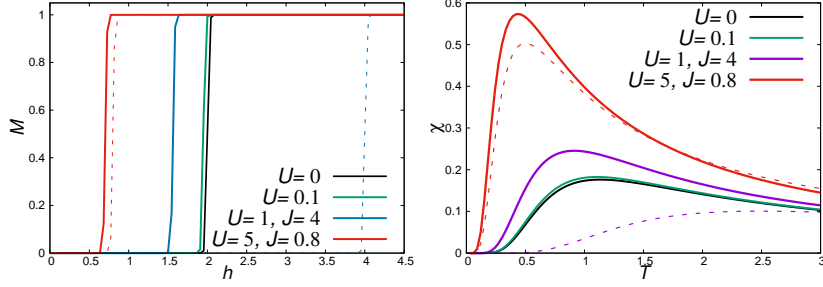 1
0.8
0.6
0.4
0.2
0
M
0 0.5 1 1.5 2 2.5 3 3.5 4 4.5
h
U= 0
U= 0.1
U= 1, J= 4
U= 5, J= 0.8
0.6
0.5
0.4
0.3
0.2
0.1
0
χ
0 0.5 1 1.5 2 2.5 3
T
U= 0
U= 0.1
U= 1, J= 4
U= 5, J= 0.8